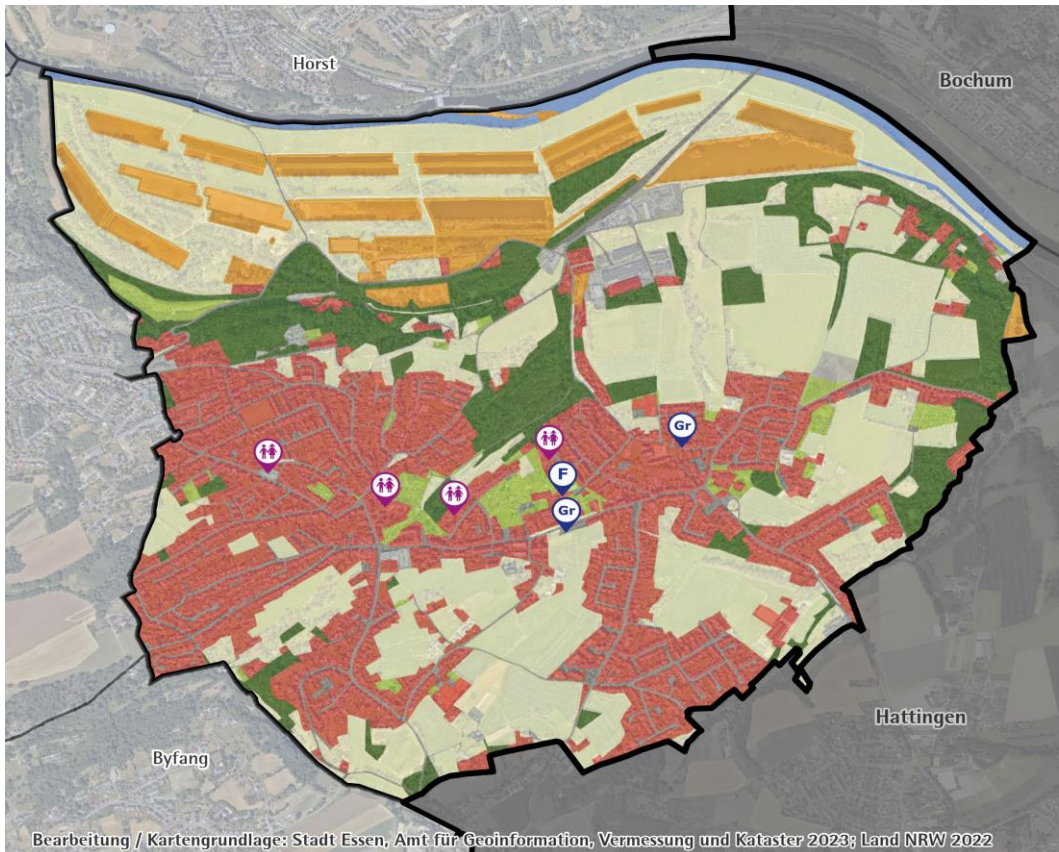 Horst
Bochum
Gr
F
Gr
Hattingen
Byfang
Bearbeitung / Kartengrundlage: Stadt Essen, Amt für Geoinformation, Vermessung und Kataster 2023; Land NRW 2022